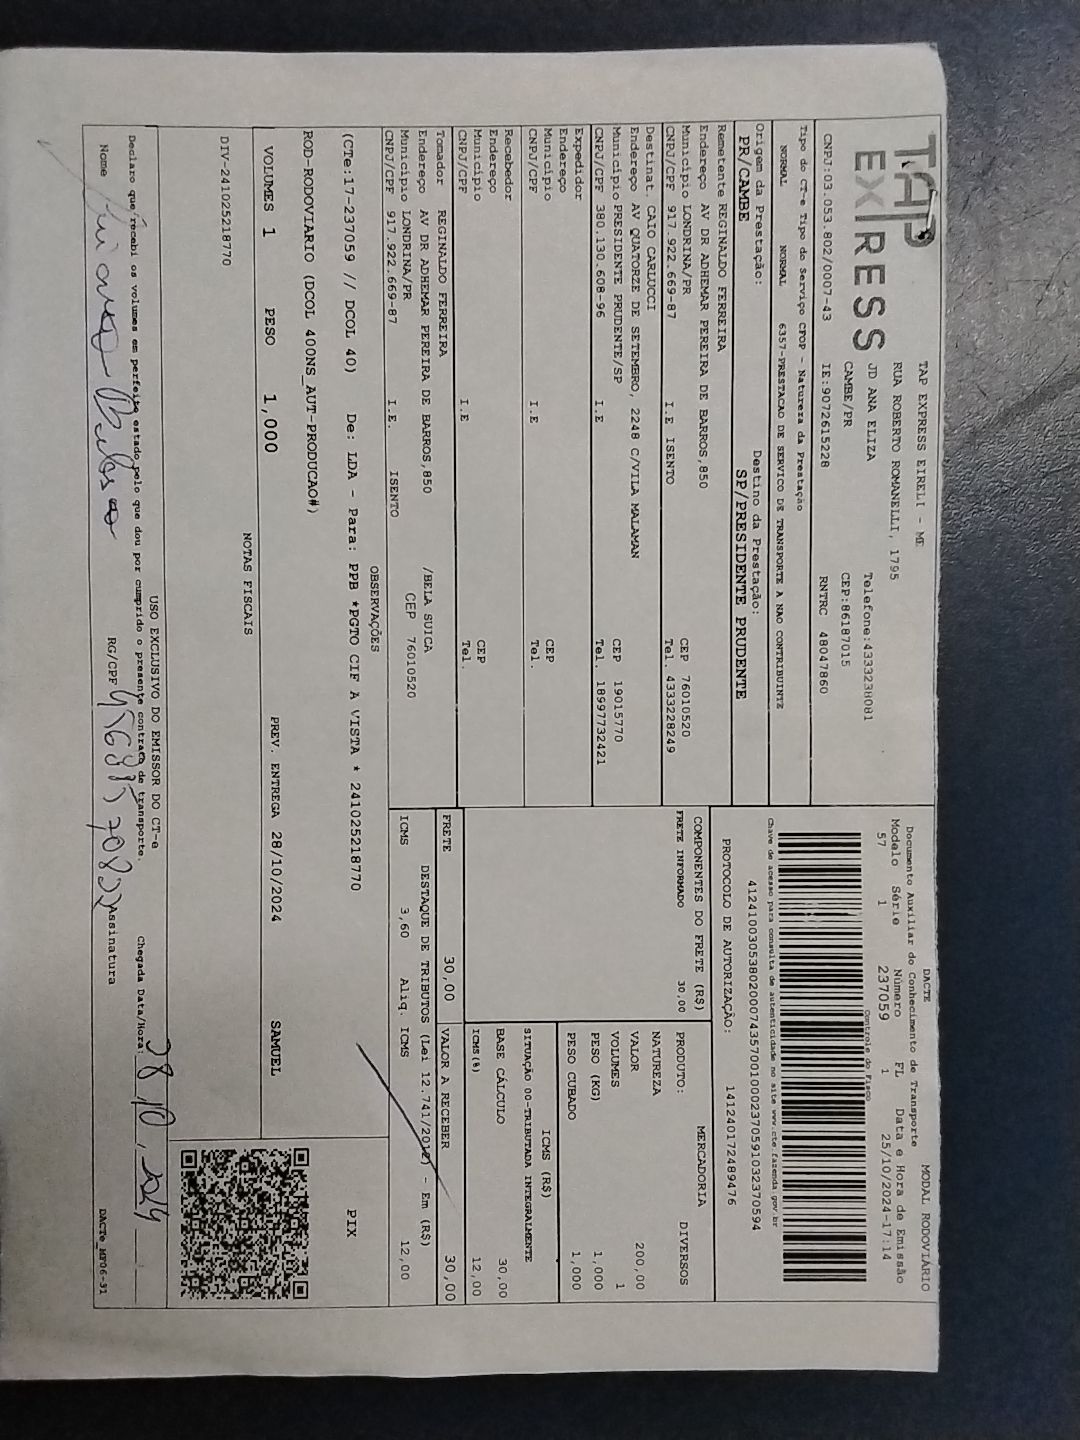 TAP EXPRESS
TAP EXPRESS EIRELI - ME
RUA ROBERTO ROMANELLI, 1795
JD ANA ELIZA Telefone:4333238081
CAMBE/PR CEP:86187015
CNPJ:03.053.802/0007-43 IE:9072615228 RNTRC 48047860
DACTE MODAL RODOVIÁRIO
Documento Auxiliar do Conhecimento de Transporte
Modelo Série Número FL Data e Hora de Emissão
57 1 237059 1 25/10/2024-17:14
Controle do Fisco
Chave de acesso para consulta de autenticidade no site www.cte.fazenda.gov.br
41241003053802000743570010002370591032370594
PROTOCOLO DE AUTORIZAÇÃO: 141240172489476
Tipo do CT-e Tipo do Serviço CFOP - Natureza da Prestação
NORMAL NORMAL 6357-PRESTACAO DE SERVICO DE TRANSPORTE A NAO CONTRIBUINTE
Origem da Prestação: Destino da Prestação:
PR/CAMBE SP/PRESIDENTE PRUDENTE
Remetente REGINALDO FERREIRA
Endereço AV DR ADHEMAR PEREIRA DE BARROS,850
Município LONDRINA/PR CEP 76010520
CNPJ/CPF 917.922.669-87 I.E ISENTO Tel. 4333228249
Destinat CAIO CARLUCCI
Endereço AV QUATORZE DE SETEMBRO, 2248 C/VILA MALAMAN
Município PRESIDENTE PRUDENTE/SP CEP 19015770
CNPJ/CPF 380.130.608-96 I.E Tel. 18997732421
Expedidor
Endereço
Município CEP
CNPJ/CPF I.E Tel.
Recebedor
Endereço
Município CEP
CNPJ/CPF I.E Tel.
Tomador REGINALDO FERREIRA
Endereço AV DR ADHEMAR PEREIRA DE BARROS,850 /BELA SUICA
Município LONDRINA/PR CEP 76010520
CNPJ/CPF 917.922.669-87 I.E. ISENTO
COMPONENTES DO FRETE (R$)
FRETE INFORMADO 30,00
PRODUTO: MERCADORIA
NATUREZA DIVERSOS
VALOR 200,00
VOLUMES 1
PESO (KG) 1,000
PESO CUBADO 1,000
ICMS (R$)
SITUAÇÃO 00-TRIBUTADA INTEGRALMENTE
BASE CÁLCULO 30,00
ICMS(%) 12,00
FRETE 30,00 VALOR A RECEBER 30,00
DESTAQUE DE TRIBUTOS (Lei 12.741/2012) - Em (R$)
ICMS 3,60 Aliq. ICMS 12,00
OBSERVAÇÕES
(CTe:17-237059 // DCOL 40) De: LDA - Para: PPB *PGTO CIF A VISTA * 241025218770
PIX
ROD-RODOVIARIO (DCOL 400NS_AUT-PRODUCAO#)
VOLUMES 1 PESO 1,000 PREV. ENTREGA 28/10/2024 SAMUEL
NOTAS FISCAIS
DIV-241025218770
USO EXCLUSIVO DO EMISSOR DO CT-e
Declaro que recebi os volumes em perfeito estado pelo que dou por cumprido o presente contrato de transporte. Chegada Data/Hora: 28 10, 2024
Nome RG/CPF Assinatura DACTe_MF06-31